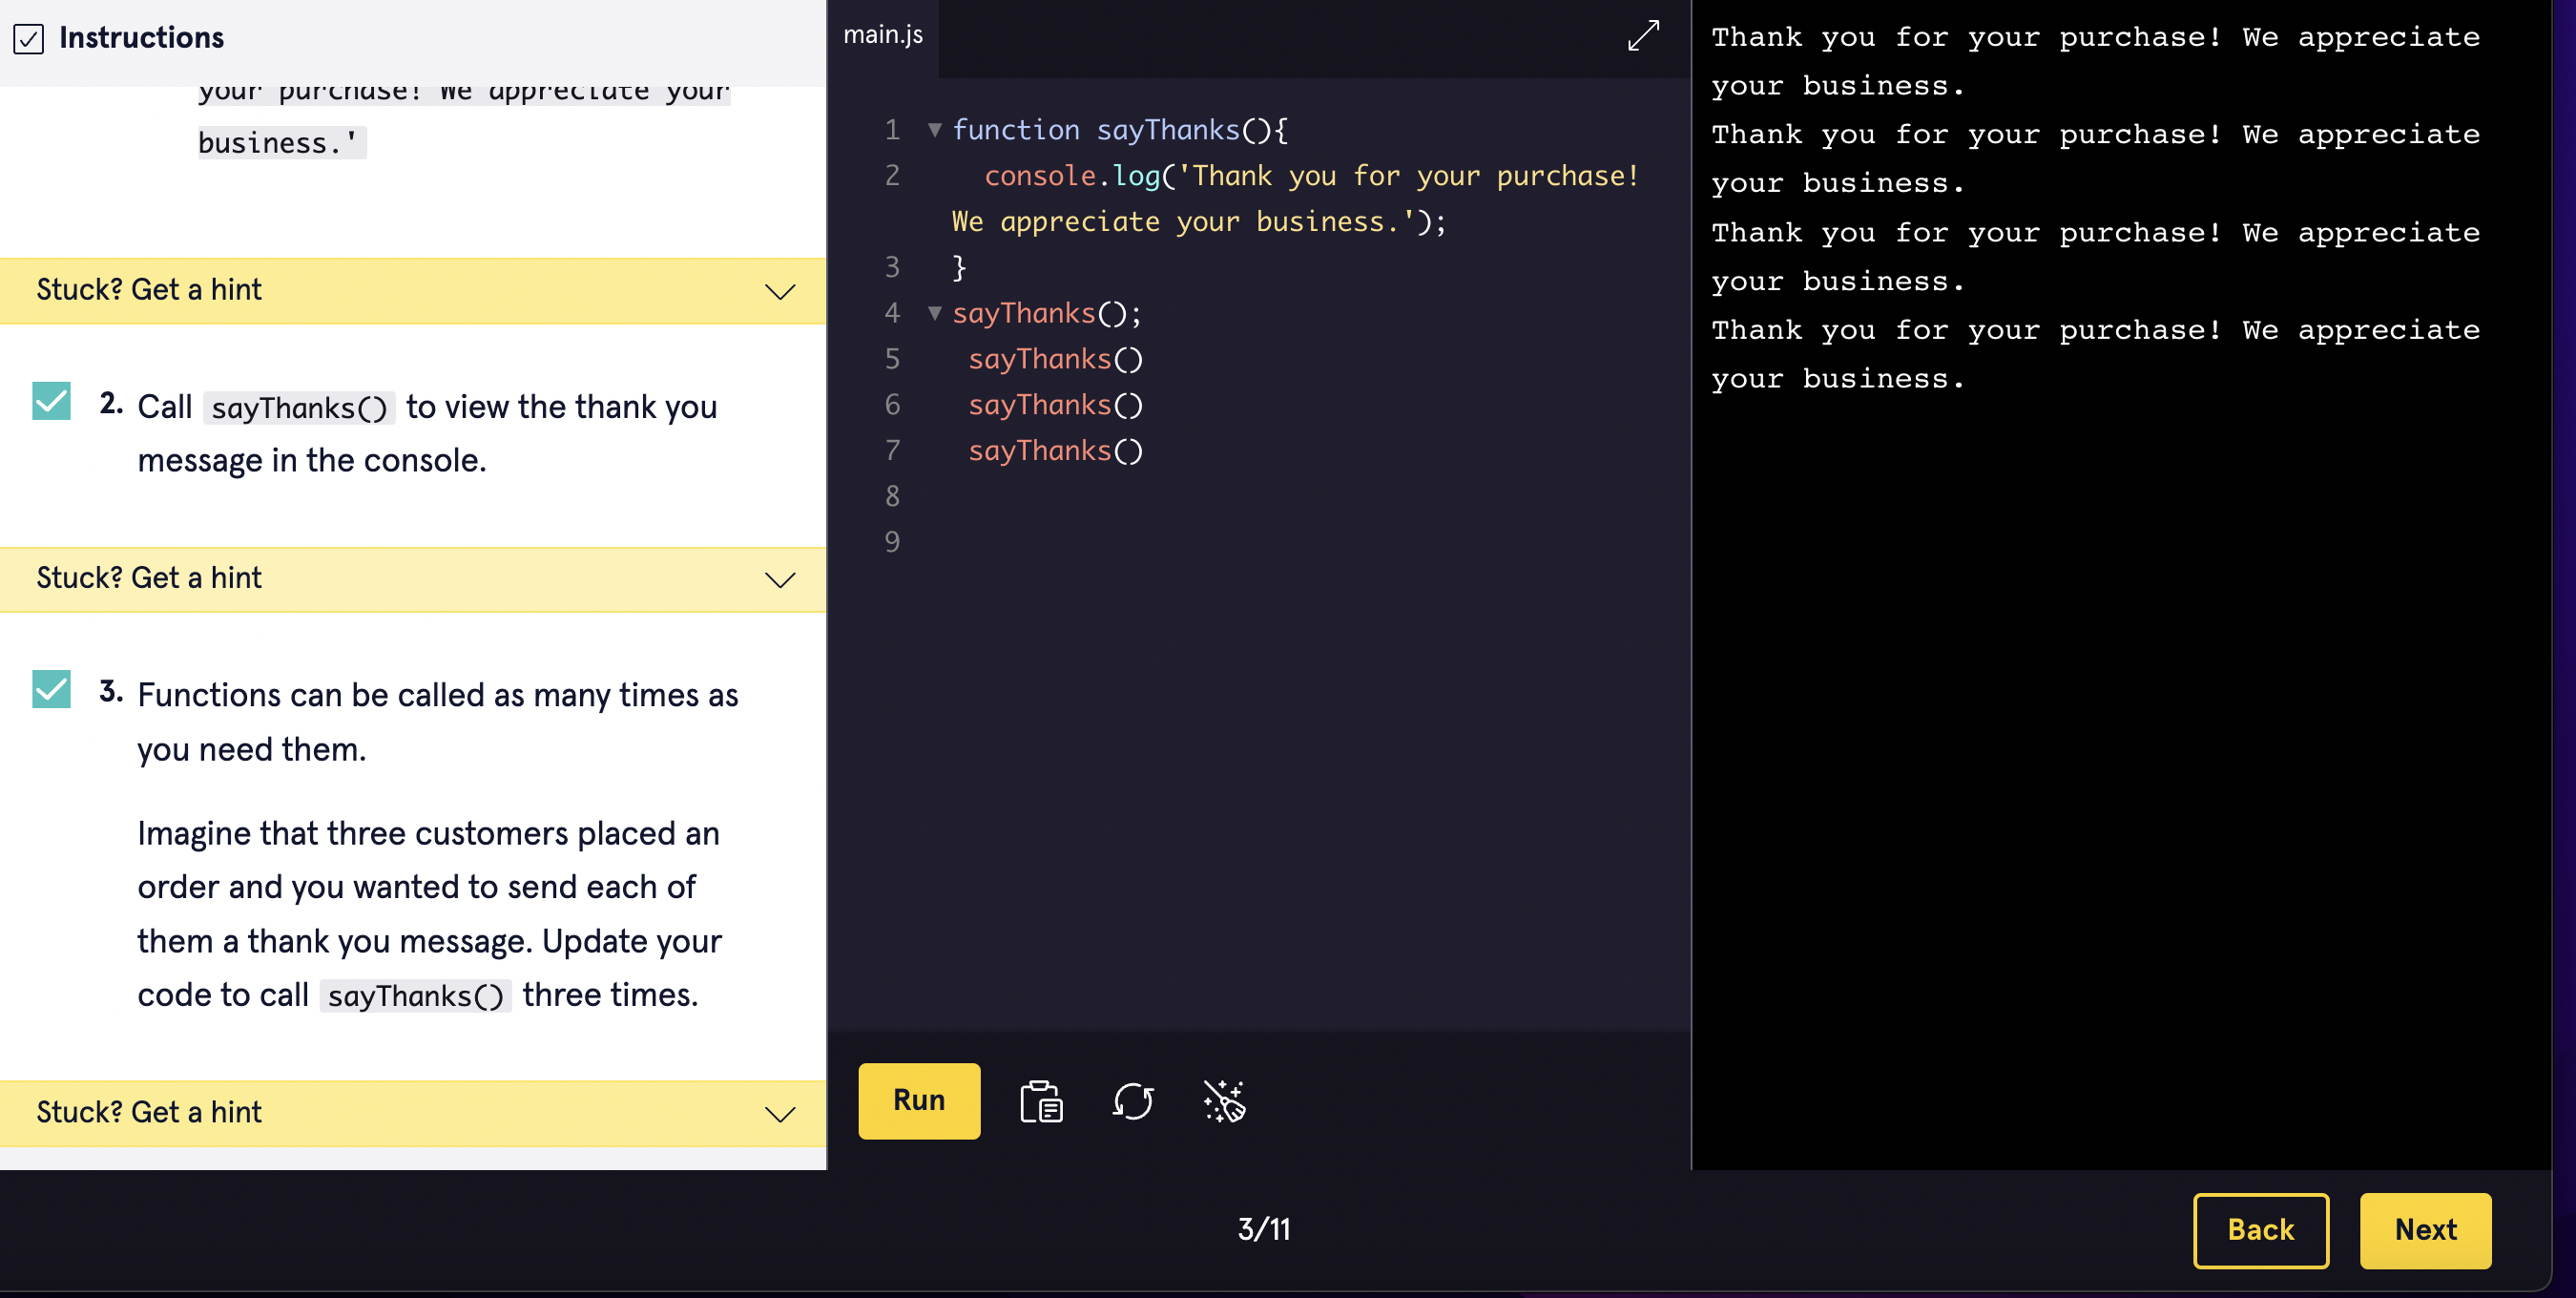 Instructions
your purchase! We appreciate your
business.'
Stuck? Get a hint
2. Call sayThanks() to view the thank you
message in the console.
Stuck? Get a hint
3. Functions can be called as many times as
you need them.
Imagine that three customers placed an
order and you wanted to send each of
them a thank you message. Update your
code to call sayThanks() three times.
Stuck? Get a hint
main.js
1 function sayThanks(){
2 console.log('Thank you for your purchase!
We appreciate your business.');
3 }
4 sayThanks();
5 sayThanks()
6 sayThanks()
7 sayThanks()
8
9
Run
Thank you for your purchase! We appreciate
your business.
Thank you for your purchase! We appreciate
your business.
Thank you for your purchase! We appreciate
your business.
Thank you for your purchase! We appreciate
your business.
3/11
Back
Next